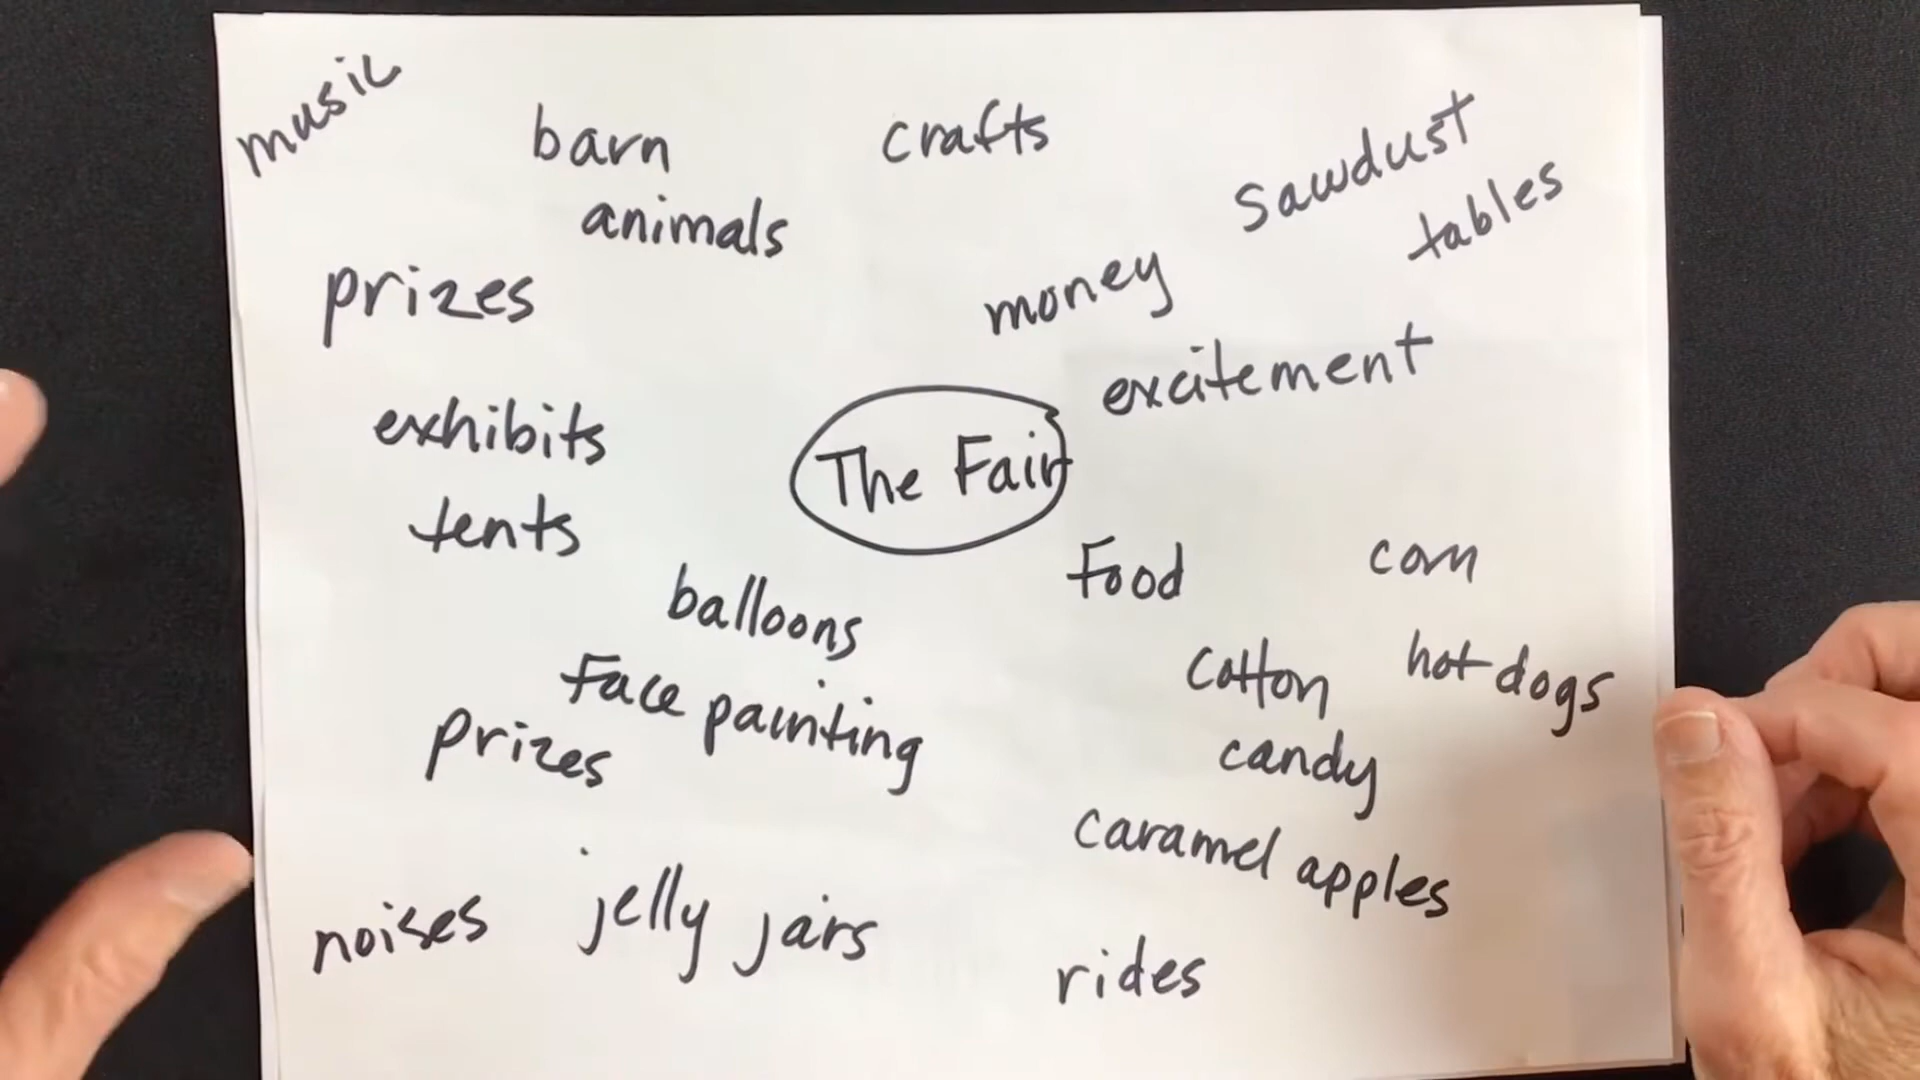 music
barn
crafts
sawdust
animals
tables
prizes
money
excitement
exhibits
The Fair
tents
Food
corn
balloons
cotton
hot dogs
Face painting
prizes
candy
caramel apples
noises
jelly jars
rides